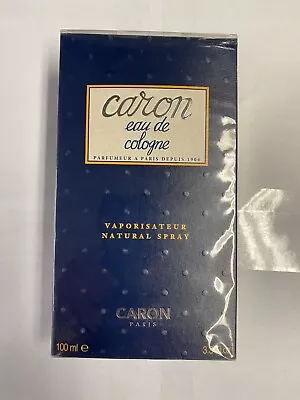 caron
eau de
cologne
PARFUMEUR A PARIS DEPUIS 1904
VAPORISATEUR
NATURAL SPRAY
CARON
PARIS
100 ml e